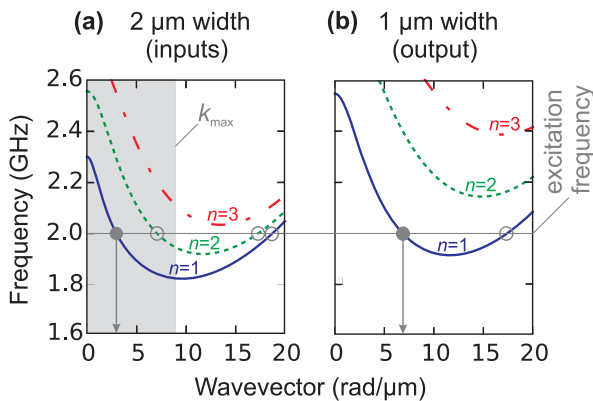 (a) 2 µm width (b) 1 µm width
(inputs) (output)
Frequency (GHz)
2.6
2.4
2.2
2.0
1.8
1.6
k max
n=3
n=2
n=1
0 5 10 15 20
n=3
n=2
n=1
0 5 10 15 20
excitation
frequency
Wavevector (rad/µm)